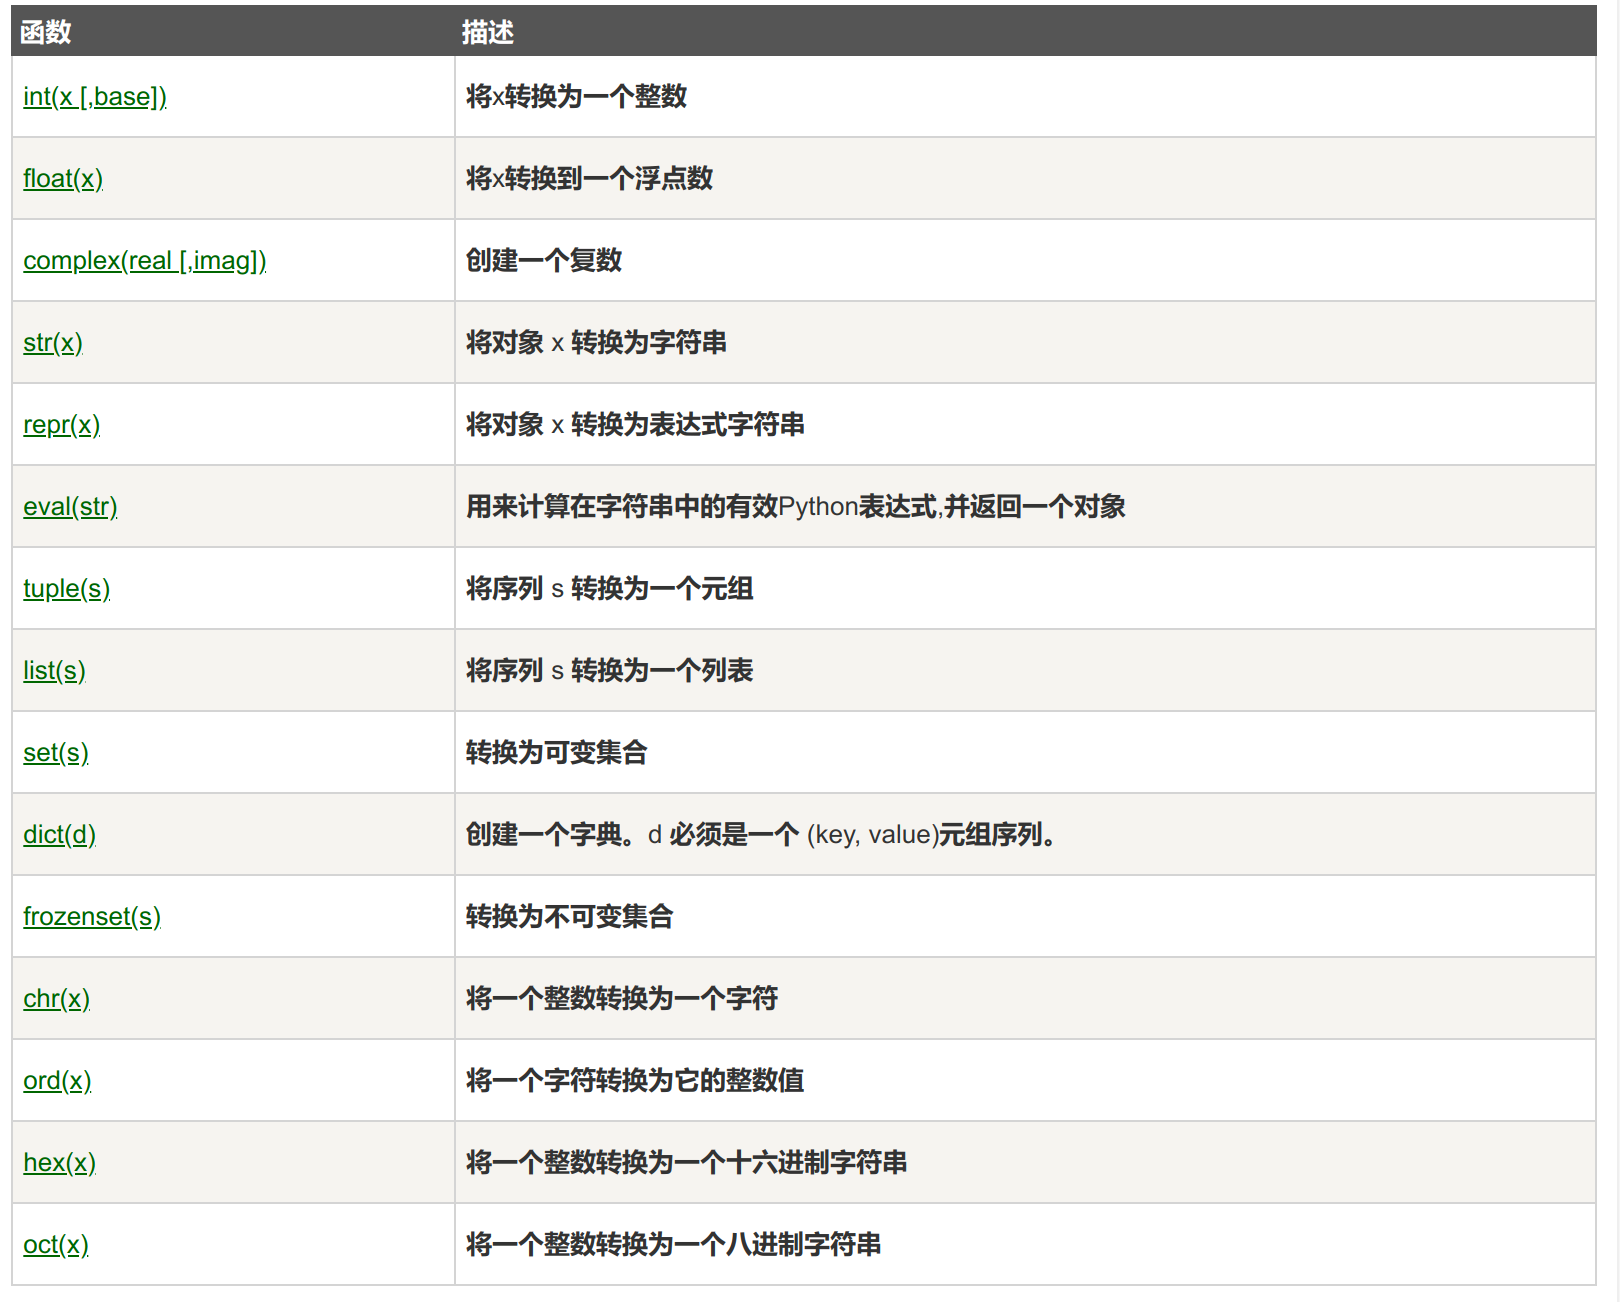 函数 描述
int(x [,base]) 将x转换为一个整数
float(x) 将x转换到一个浮点数
complex(real [,imag]) 创建一个复数
str(x) 将对象 x 转换为字符串
repr(x) 将对象 x 转换为表达式字符串
eval(str) 用来计算在字符串中的有效Python表达式,并返回一个对象
tuple(s) 将序列 s 转换为一个元组
list(s) 将序列 s 转换为一个列表
set(s) 转换为可变集合
dict(d) 创建一个字典。d 必须是一个 (key, value)元组序列。
frozenset(s) 转换为不可变集合
chr(x) 将一个整数转换为一个字符
ord(x) 将一个字符转换为它的整数值
hex(x) 将一个整数转换为一个十六进制字符串
oct(x) 将一个整数转换为一个八进制字符串